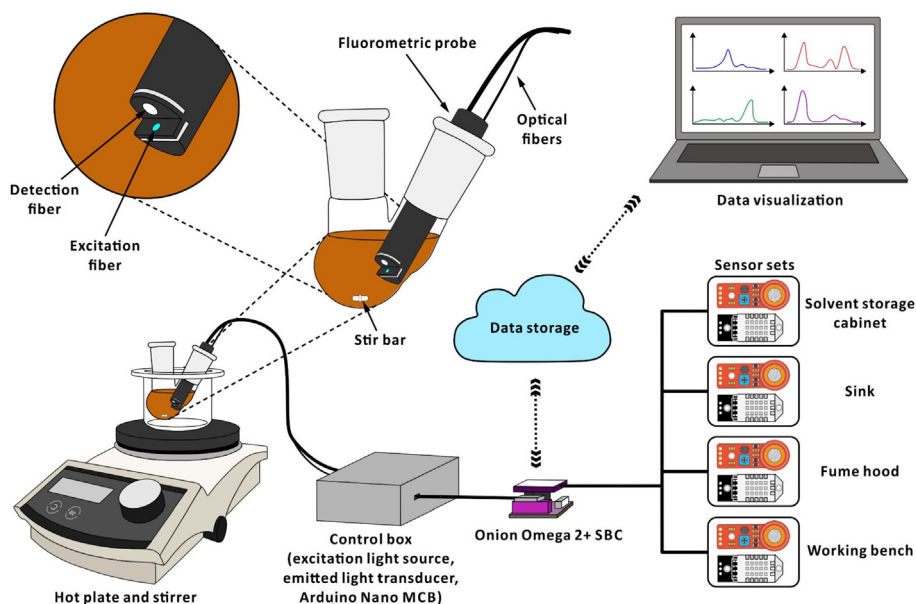 Fluorometric probe
Optical
fibers
Detection
fiber
Excitation
fiber
Stir bar
Data visualization
Data storage
Sensor sets
Solvent storage
cabinet
Sink
Fume hood
Working bench
Onion Omega 2+ SBC
Control box
(excitation light source,
emitted light transducer,
Arduino Nano MCB)
Hot plate and stirrer